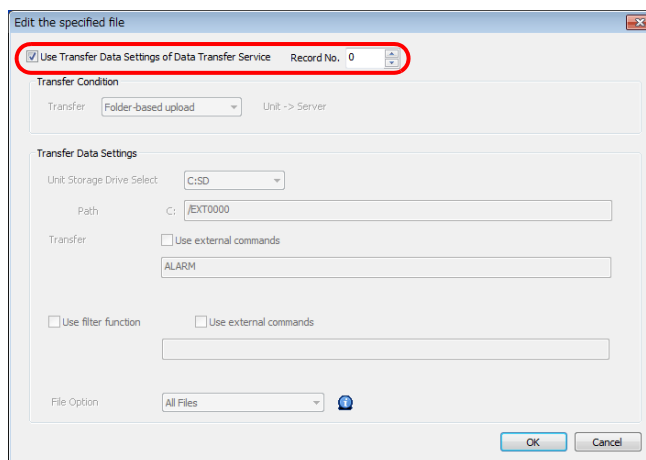 Edit the specified file
Use Transfer Data Settings of Data Transfer Service Record No. 0
Transfer Condition
Transfer Folder-based upload Unit -> Server
Transfer Data Settings
Unit Storage Drive Select C:SD
Path C: /EXT0000
Transfer Use external commands
ALARM
Use filter function Use external commands
File Option All Files
OK Cancel